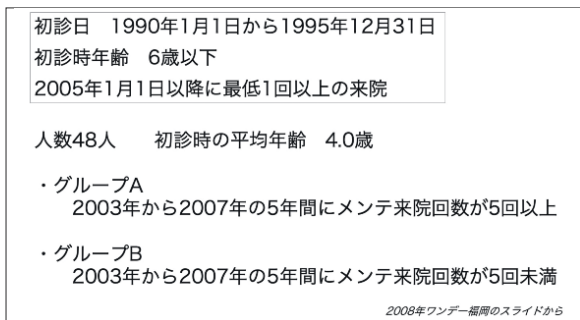 初診日　1990年1月1日から1995年12月31日
初診時年齢　6歳以下
2005年1月1日以降に最低1回以上の来院
人数48人　　初診時の平均年齢　4.0歳
・グループA
2003年から2007年の5年間にメンテ来院回数が5回以上
・グループB
2003年から2007年の5年間にメンテ来院回数が5回未満
2008年ワンデー福岡のスライドから